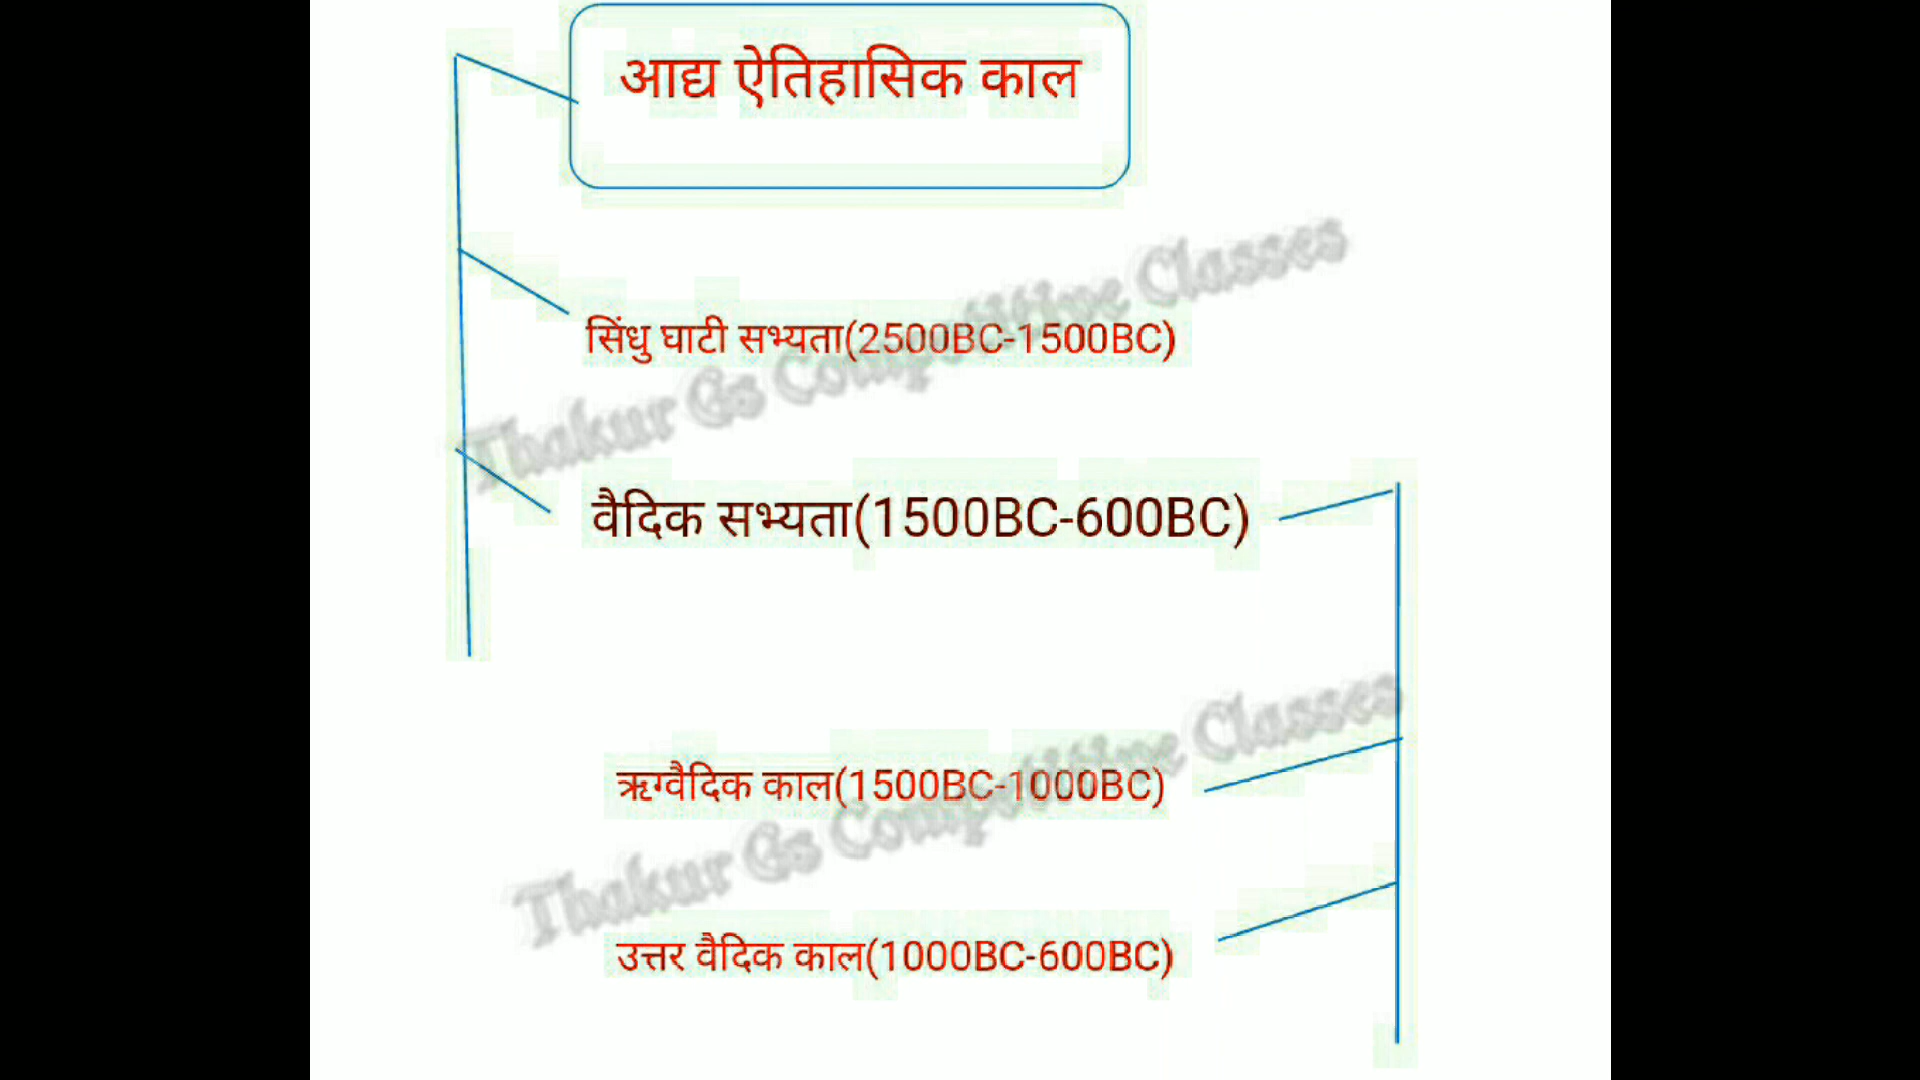 आद्य ऐतिहासिक काल
सिंधु घाटी सभ्यता(2500BC-1500BC)
Thakur Gs Competitive Classes
वैदिक सभ्यता(1500BC-600BC)
ऋग्वैदिक काल(1500BC-1000BC)
Thakur Gs Competitive Classes
उत्तर वैदिक काल(1000BC-600BC)